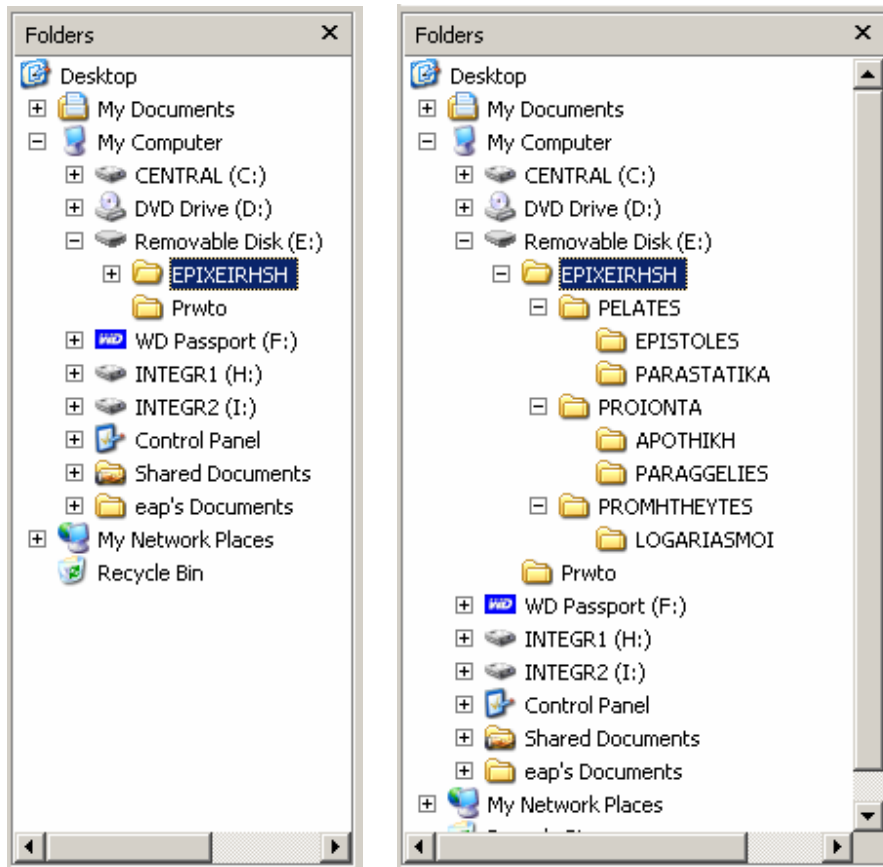 Folders
Desktop
My Documents
My Computer
CENTRAL (C:)
DVD Drive (D:)
Removable Disk (E:)
EPIXEIRHSH
Prwto
WD Passport (F:)
INTEGR1 (H:)
INTEGR2 (I:)
Control Panel
Shared Documents
eap's Documents
My Network Places
Recycle Bin
Folders
Desktop
My Documents
My Computer
CENTRAL (C:)
DVD Drive (D:)
Removable Disk (E:)
EPIXEIRHSH
PELATES
EPISTOLES
PARASTATIKA
PROIONTA
APOTHIKH
PARAGGELIES
PROMHTHEYTES
LOGARIASMOI
Prwto
WD Passport (F:)
INTEGR1 (H:)
INTEGR2 (I:)
Control Panel
Shared Documents
eap's Documents
My Network Places